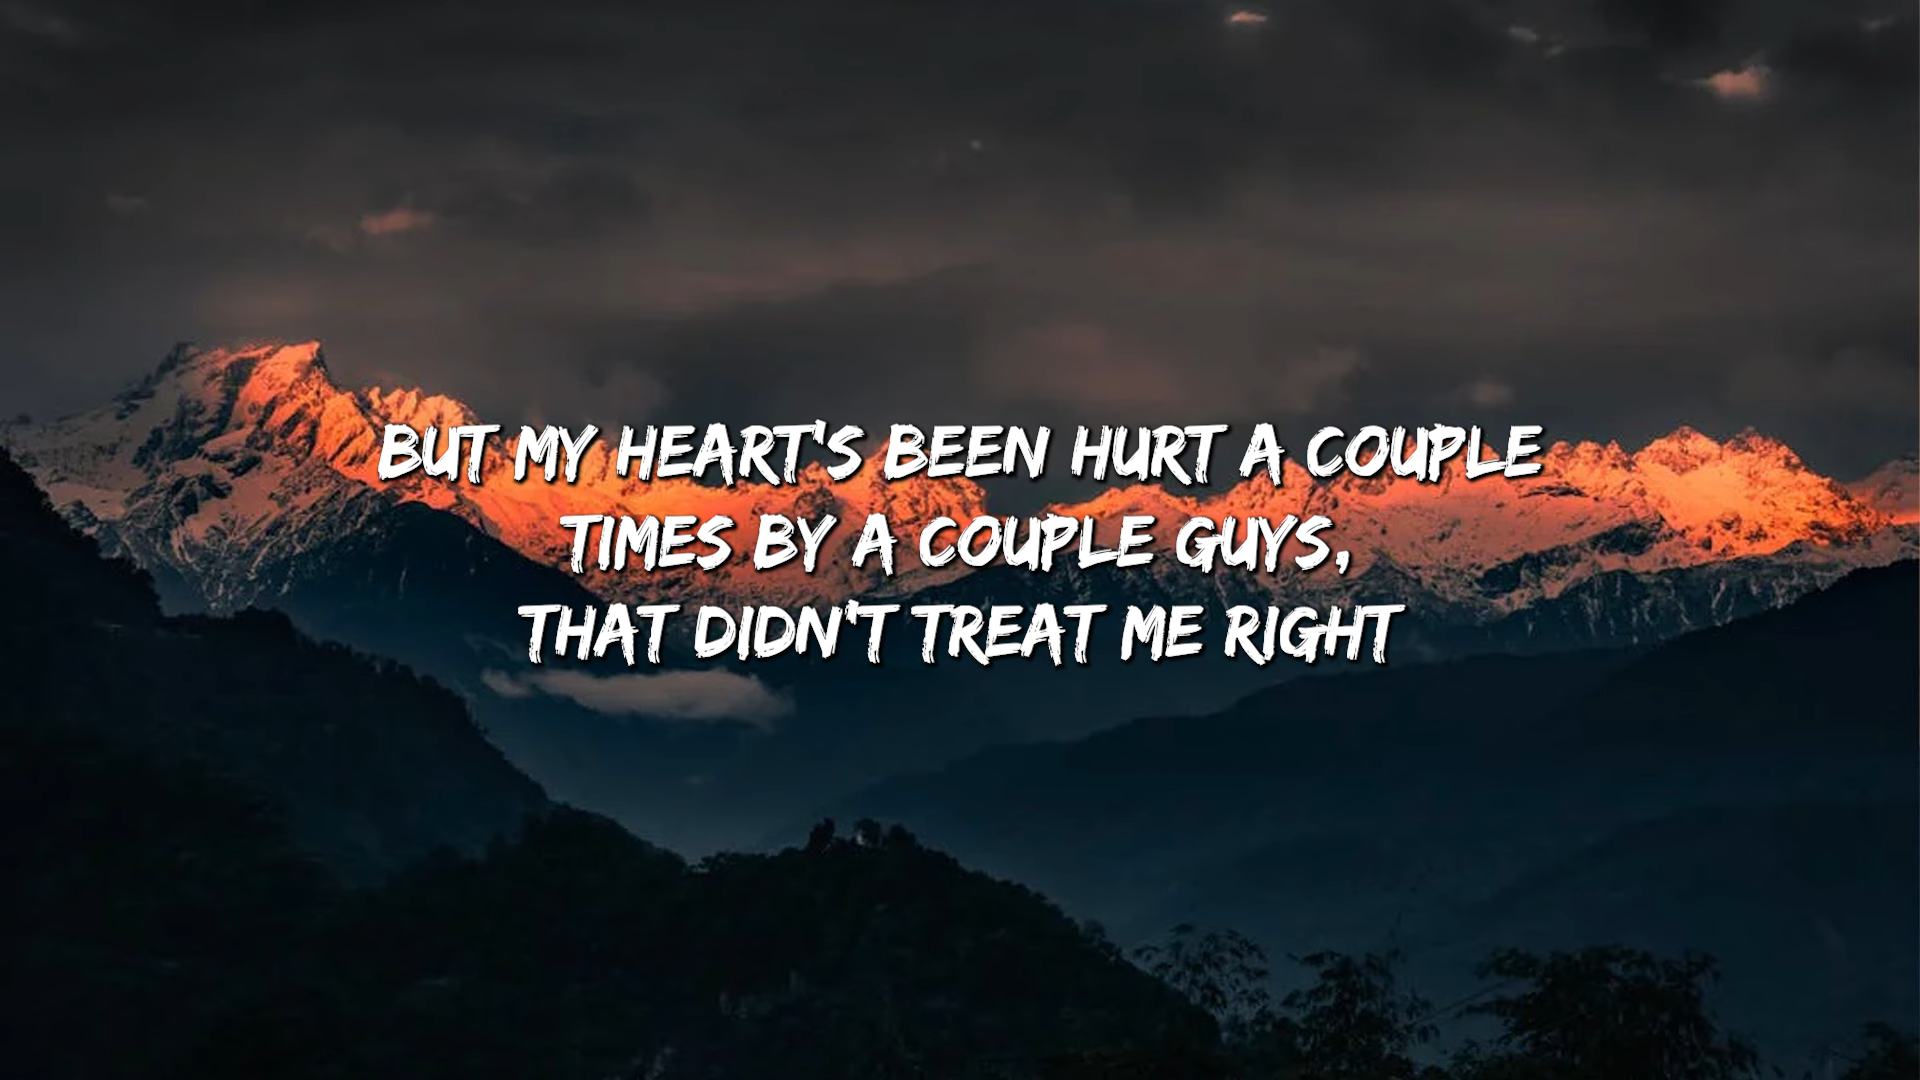 BUT MY HEART'S BEEN HURT A COUPLE
TIMES BY A COUPLE GUYS,
THAT DIDN'T TREAT ME RIGHT